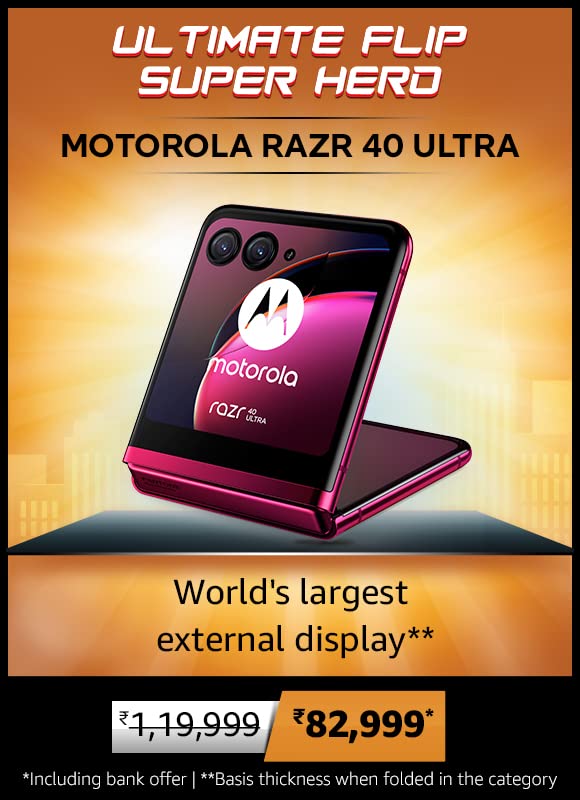 ULTIMATE FLIP
SUPER HERO
MOTOROLA RAZR 40 ULTRA
motorola
razr 40
ULTRA
World's largest
external display**
₹1,19,999 ₹82,999*
*Including bank offer | **Basis thickness when folded in the category